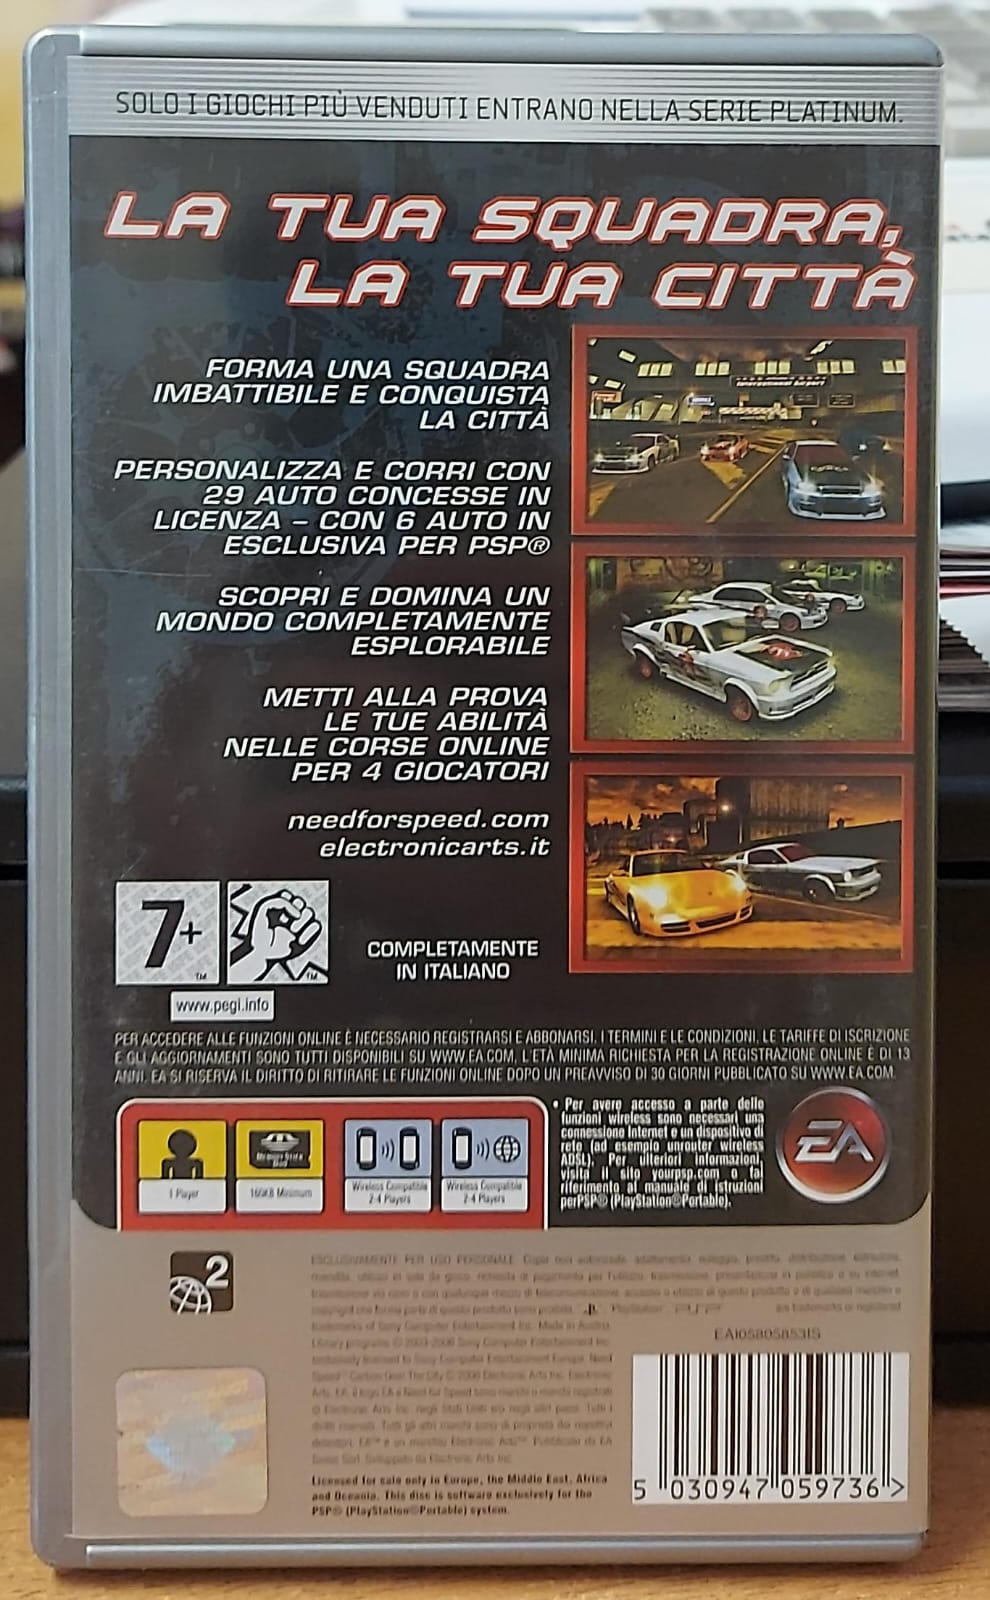 SOLO I GIOCHI PIÙ VENDUTI ENTRANO NELLA SERIE PLATINUM.
LA TUA SQUADRA,
LA TUA CITTÀ
FORMA UNA SQUADRA
IMBATTIBILE E CONQUISTA
LA CITTÀ
PERSONALIZZA E CORRI CON
29 AUTO CONCESSE IN
LICENZA – CON 6 AUTO IN
ESCLUSIVA PER PSP®
SCOPRI E DOMINA UN
MONDO COMPLETAMENTE
ESPLORABILE
METTI ALLA PROVA
LE TUE ABILITÀ
NELLE CORSE ONLINE
PER 4 GIOCATORI
needforspeed.com
electronicarts.it
7+
www.pegi.info
COMPLETAMENTE
IN ITALIANO
PER ACCEDERE ALLE FUNZIONI ONLINE È NECESSARIO REGISTRARSI E ABBONARSI. I TERMINI E LE CONDIZIONI, LE TARIFFE DI ISCRIZIONE
E GLI AGGIORNAMENTI SONO TUTTI DISPONIBILI SU WWW.EA.COM. L'ETÀ MINIMA RICHIESTA PER LA REGISTRAZIONE ONLINE È DI 13
ANNI. EA SI RISERVA IL DIRITTO DI RITIRARE LE FUNZIONI ONLINE DOPO UN PREAVVISO DI 30 GIORNI PUBBLICATO SU WWW.EA.COM.
1 Player
160KB Minimum
Wireless Compatible
2-4 Players
Wireless Compatible
2-4 Players
• Per avere accesso a parte delle
funzioni wireless sono necessari una
connessione Internet e un dispositivo di
rete (ad esempio un router wireless
ADSL). Per ulteriori informazioni,
visita il sito yourpsp.com o fai
riferimento al manuale di istruzioni
perPSP® (PlayStation®Portable).
EA
2
ESCLUSIVAMENTE PER USO PERSONALE.
EAI05805853IS
Licensed for sale only in Europe, the Middle East, Africa
and Oceania. This disc is software exclusively for the
PSP® (PlayStation®Portable) system.
5 030947 059736 >